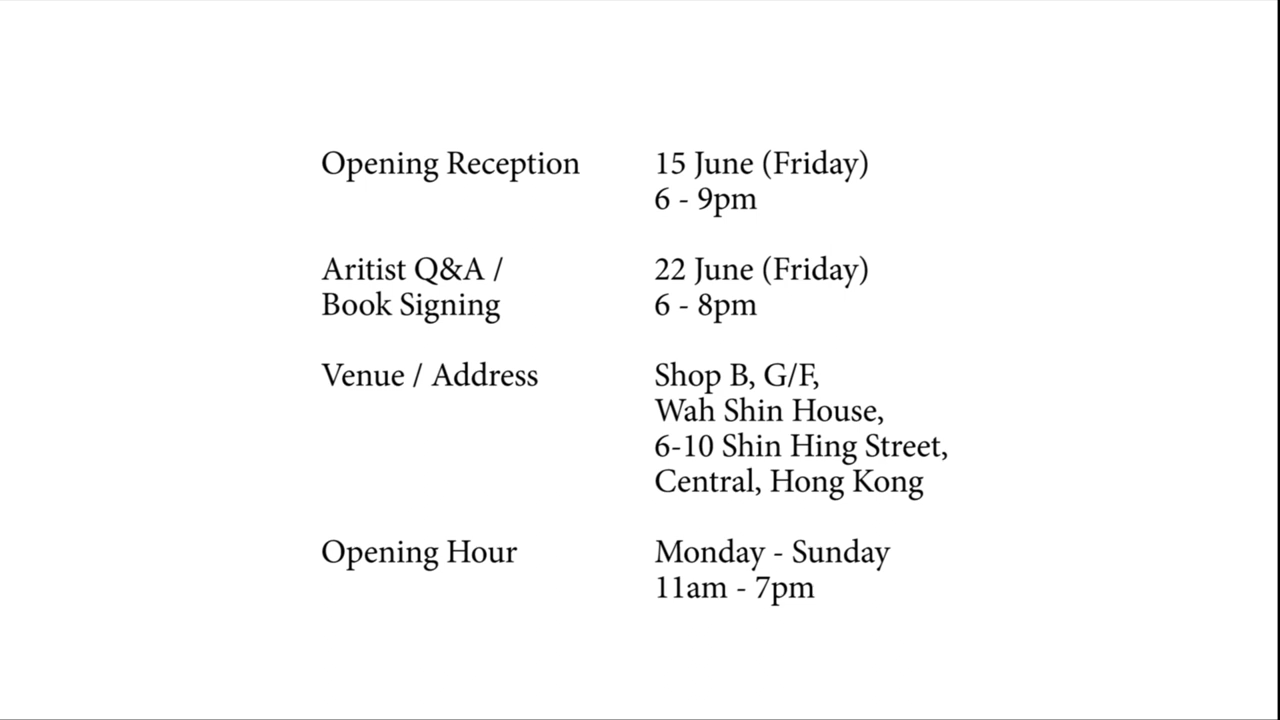 Opening Reception
15 June (Friday)
6 - 9pm
Aritist Q&A /
Book Signing
22 June (Friday)
6 - 8pm
Venue / Address
Shop B, G/F,
Wah Shin House,
6-10 Shin Hing Street,
Central, Hong Kong
Opening Hour
Monday - Sunday
11am - 7pm